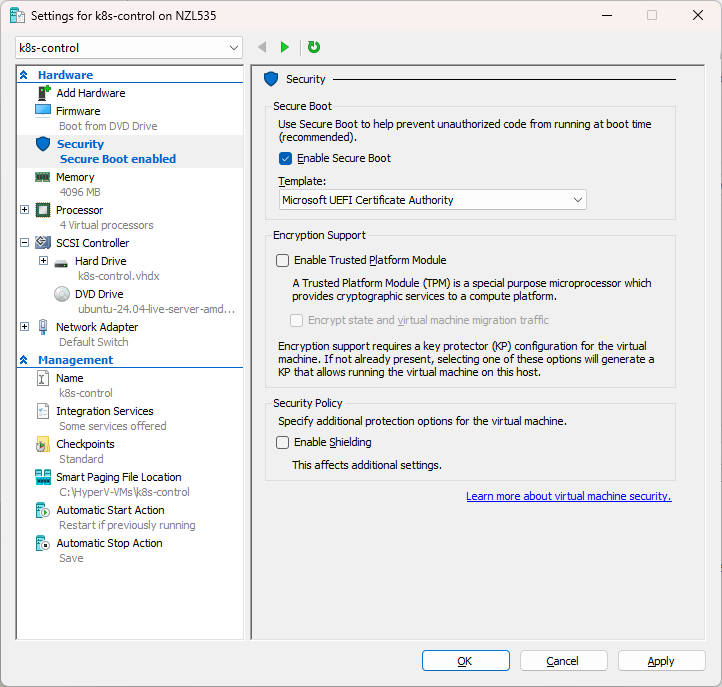 Settings for k8s-control on NZL535
k8s-control
Hardware
Add Hardware
Firmware
Boot from DVD Drive
Security
Secure Boot enabled
Memory
4096 MB
Processor
4 Virtual processors
SCSI Controller
Hard Drive
k8s-control.vhdx
DVD Drive
ubuntu-24.04-live-server-amd...
Network Adapter
Default Switch
Management
Name
k8s-control
Integration Services
Some services offered
Checkpoints
Standard
Smart Paging File Location
C:\HyperV-VMs\k8s-control
Automatic Start Action
Restart if previously running
Automatic Stop Action
Save
Security
Secure Boot
Use Secure Boot to help prevent unauthorized code from running at boot time
(recommended).
Enable Secure Boot
Template:
Microsoft UEFI Certificate Authority
Encryption Support
Enable Trusted Platform Module
A Trusted Platform Module (TPM) is a special purpose microprocessor which
provides cryptographic services to a compute platform.
Encrypt state and virtual machine migration traffic
Encryption support requires a key protector (KP) configuration for the virtual
machine. If not already present, selecting one of these options will generate a
KP that allows running the virtual machine on this host.
Security Policy
Specify additional protection options for the virtual machine.
Enable Shielding
This affects additional settings.
Learn more about virtual machine security.
OK
Cancel
Apply